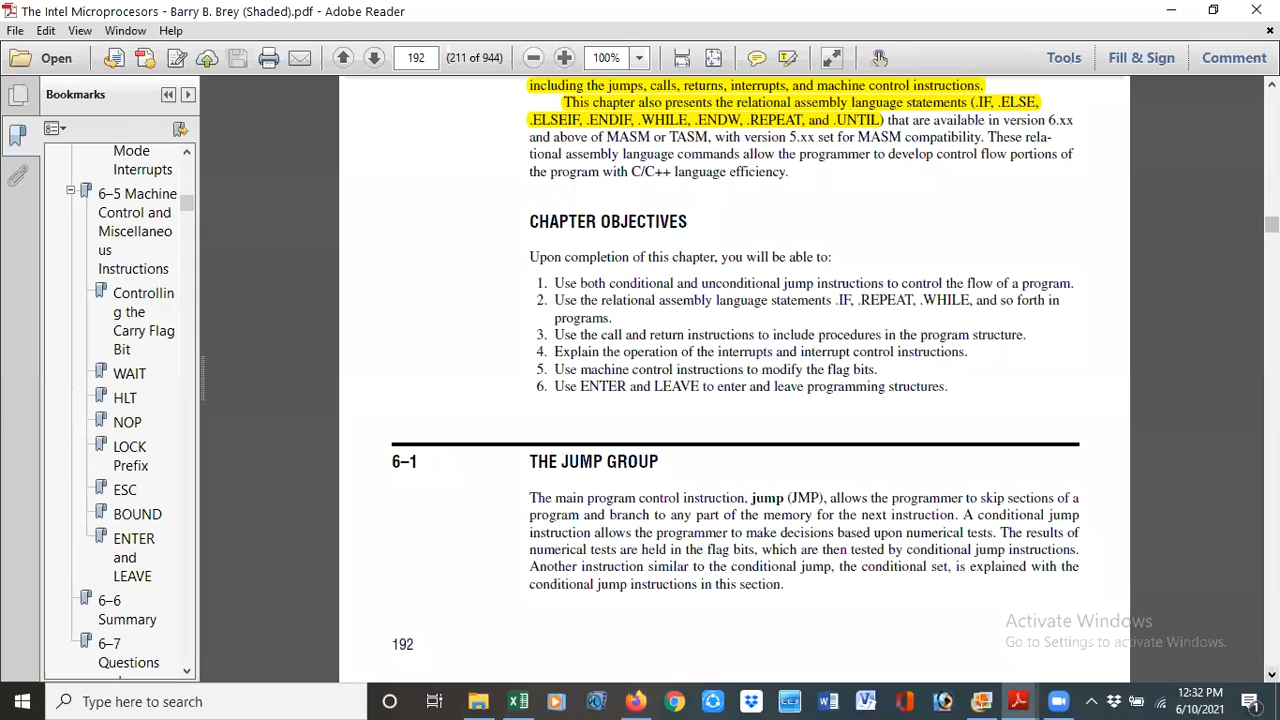 The Intel Microprocesors - Barry B. Brey (Shaded).pdf - Adobe Reader
File Edit View Window Help
Open 192 (211 of 944) 100% Tools Fill & Sign Comment
Bookmarks
Mode
Interrupts
6–5 Machine
Control and
Miscellaneo
us
Instructions
Controllin
g the
Carry Flag
Bit
WAIT
HLT
NOP
LOCK
Prefix
ESC
BOUND
ENTER
and
LEAVE
6–6
Summary
6–7
Questions
including the jumps, calls, returns, interrupts, and machine control instructions.
This chapter also presents the relational assembly language statements (.IF, .ELSE,
.ELSEIF, .ENDIF, .WHILE, .ENDW, .REPEAT, and .UNTIL) that are available in version 6.xx
and above of MASM or TASM, with version 5.xx set for MASM compatibility. These rela-
tional assembly language commands allow the programmer to develop control flow portions of
the program with C/C++ language efficiency.
CHAPTER OBJECTIVES
Upon completion of this chapter, you will be able to:
1. Use both conditional and unconditional jump instructions to control the flow of a program.
2. Use the relational assembly language statements .IF, .REPEAT, .WHILE, and so forth in
programs.
3. Use the call and return instructions to include procedures in the program structure.
4. Explain the operation of the interrupts and interrupt control instructions.
5. Use machine control instructions to modify the flag bits.
6. Use ENTER and LEAVE to enter and leave programming structures.
6–1 THE JUMP GROUP
The main program control instruction, jump (JMP), allows the programmer to skip sections of a
program and branch to any part of the memory for the next instruction. A conditional jump
instruction allows the programmer to make decisions based upon numerical tests. The results of
numerical tests are held in the flag bits, which are then tested by conditional jump instructions.
Another instruction similar to the conditional jump, the conditional set, is explained with the
conditional jump instructions in this section.
192
Activate Windows
Go to Settings to activate Windows.
Type here to search
12:32 PM
6/10/2021